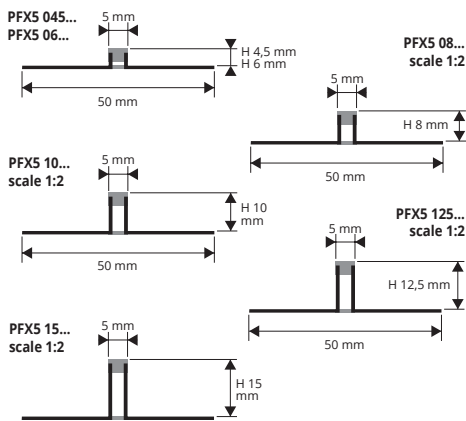 PFX5 045...
PFX5 06...
5 mm
H 4,5 mm
H 6 mm
50 mm
PFX5 08...
scale 1:2
5 mm
H 8 mm
50 mm
PFX5 10...
scale 1:2
5 mm
H 10
mm
50 mm
PFX5 125...
scale 1:2
5 mm
H 12,5 mm
50 mm
PFX5 15...
scale 1:2
5 mm
H 15
mm